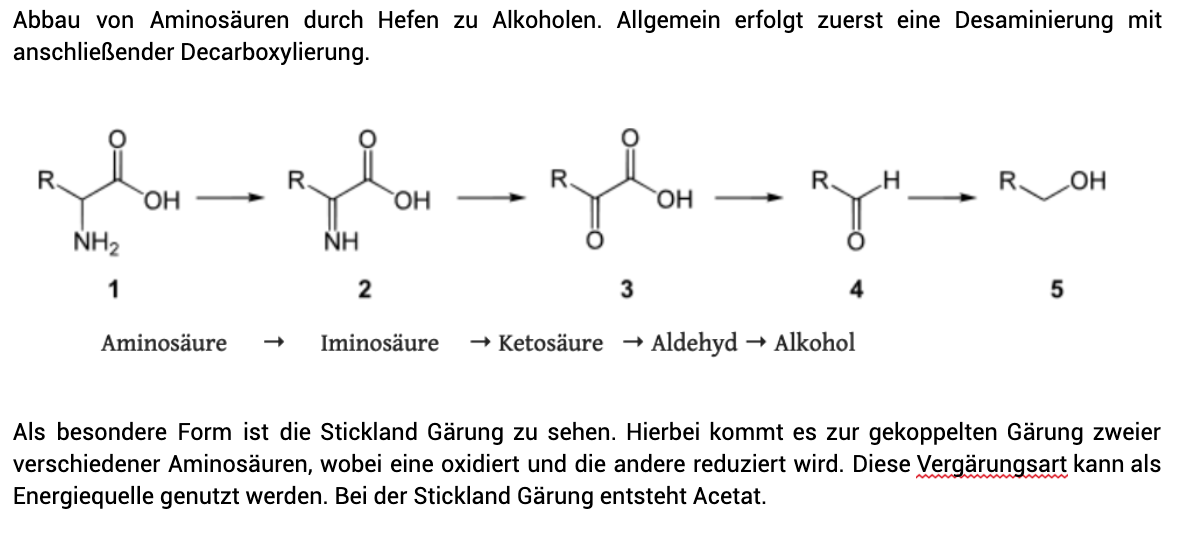 Abbau von Aminosäuren durch Hefen zu Alkoholen. Allgemein erfolgt zuerst eine Desaminierung mit
anschließender Decarboxylierung.
R O OH NH₂ R O OH NH R O OH O R H O R OH
1 2 3 4 5
Aminosäure → Iminosäure → Ketosäure → Aldehyd → Alkohol
Als besondere Form ist die Stickland Gärung zu sehen. Hierbei kommt es zur gekoppelten Gärung zweier
verschiedener Aminosäuren, wobei eine oxidiert und die andere reduziert wird. Diese Vergärungsart kann als
Energiequelle genutzt werden. Bei der Stickland Gärung entsteht Acetat.